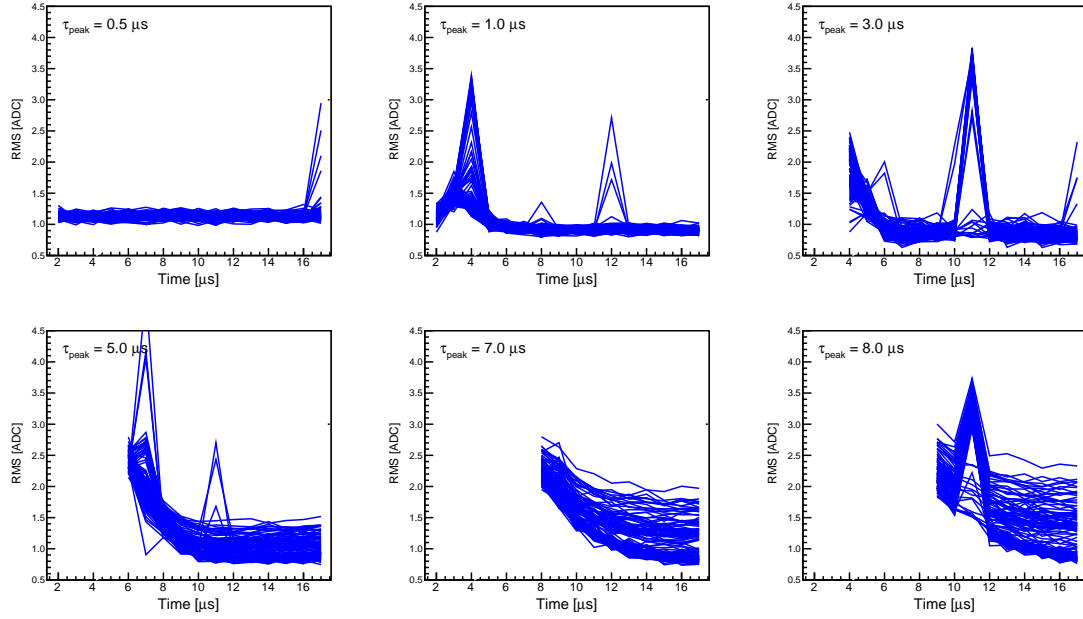 τpeak = 0.5 μs
RMS [ADC]
4.5
4.0
3.5
3.0
2.5
2.0
1.5
1.0
0.5
2 4 6 8 10 12 14 16
Time [μs]
τpeak = 1.0 μs
RMS [ADC]
4.5
4.0
3.5
3.0
2.5
2.0
1.5
1.0
0.5
2 4 6 8 10 12 14 16
Time [μs]
τpeak = 3.0 μs
RMS [ADC]
4.5
4.0
3.5
3.0
2.5
2.0
1.5
1.0
0.5
2 4 6 8 10 12 14 16
Time [μs]
τpeak = 5.0 μs
RMS [ADC]
4.5
4.0
3.5
3.0
2.5
2.0
1.5
1.0
0.5
2 4 6 8 10 12 14 16
Time [μs]
τpeak = 7.0 μs
RMS [ADC]
4.5
4.0
3.5
3.0
2.5
2.0
1.5
1.0
0.5
2 4 6 8 10 12 14 16
Time [μs]
τpeak = 8.0 μs
RMS [ADC]
4.5
4.0
3.5
3.0
2.5
2.0
1.5
1.0
0.5
2 4 6 8 10 12 14 16
Time [μs]